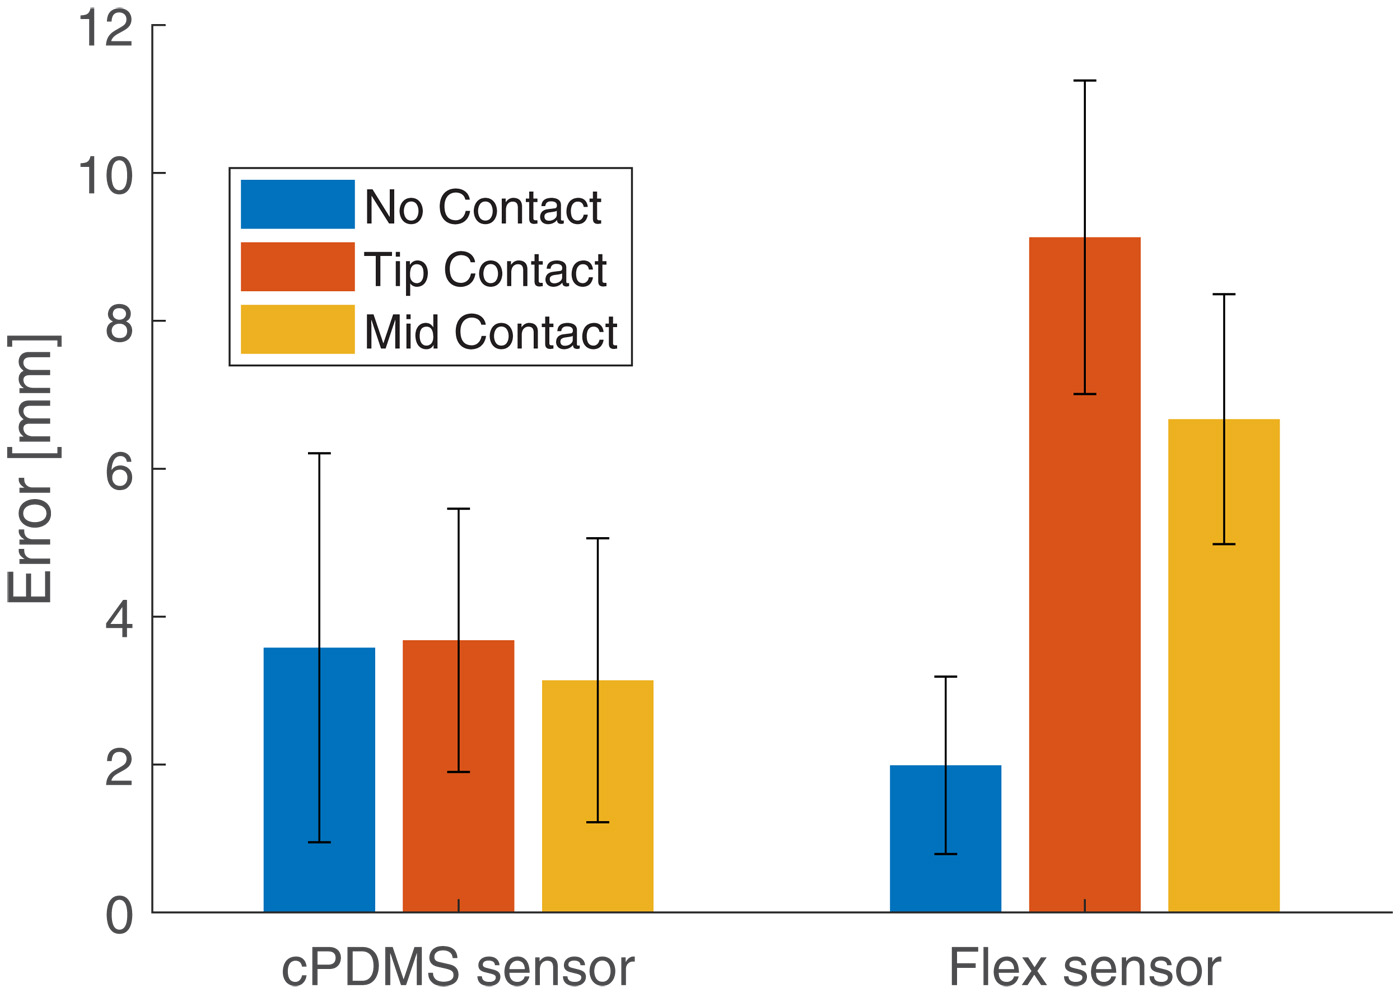 12
10
8
6
4
2
0
Error [mm]
No Contact
Tip Contact
Mid Contact
cPDMS sensor
Flex sensor